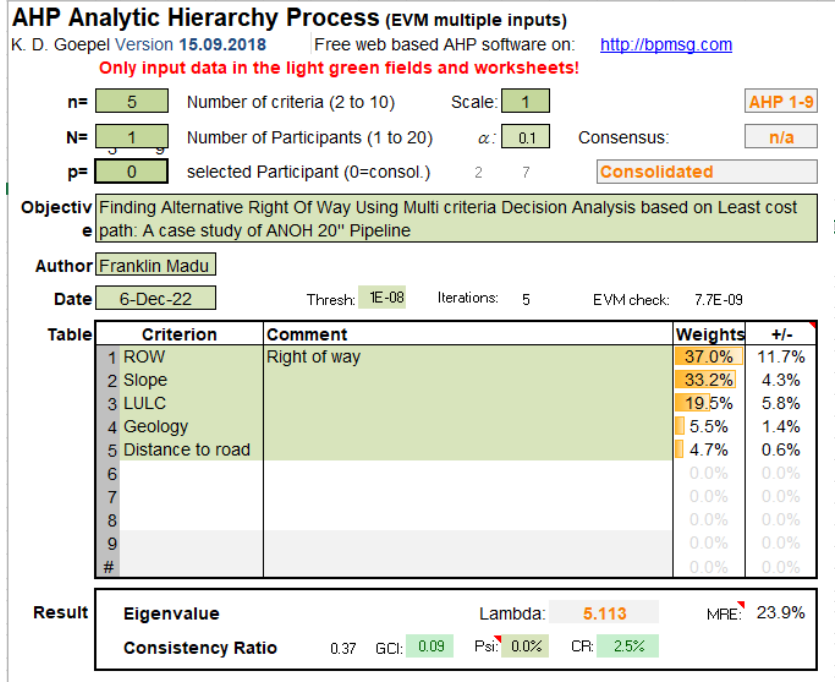 AHP Analytic Hierarchy Process (EVM multiple inputs)
K. D. Goepel Version 15.09.2018 Free web based AHP software on: http://bpmsg.com
Only input data in the light green fields and worksheets!
n= 5 Number of criteria (2 to 10) Scale: 1 AHP 1-9
N= 1 Number of Participants (1 to 20) α: 0.1 Consensus: n/a
p= 0 selected Participant (0=consol.) 2 7 Consolidated
Objectiv Finding Alternative Right Of Way Using Multi criteria Decision Analysis based on Least cost
e path: A case study of ANOH 20" Pipeline
Author Franklin Madu
Date 6-Dec-22 Thresh: 1E-08 Iterations: 5 EVM check: 7.7E-09
Table Criterion Comment Weights +/-
1 ROW Right of way 37.0% 11.7%
2 Slope 33.2% 4.3%
3 LULC 19.5% 5.8%
4 Geology 5.5% 1.4%
5 Distance to road 4.7% 0.6%
6 0.0% 0.0%
7 0.0% 0.0%
8 0.0% 0.0%
9 0.0% 0.0%
# 0.0% 0.0%
Result Eigenvalue Lambda: 5.113 MRE: 23.9%
Consistency Ratio 0.37 GCI: 0.09 Psi: 0.0% CR: 2.5%